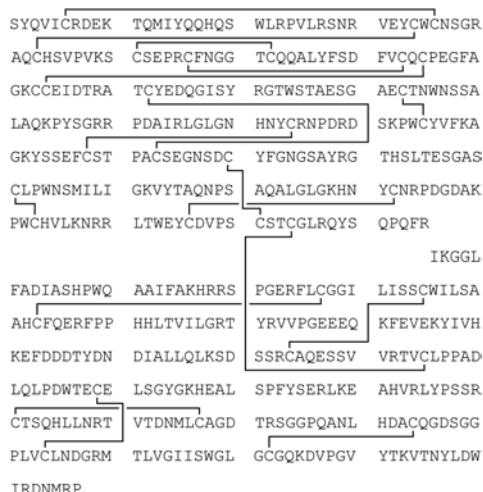 SYQVICRDEK TQMIYQQHQS WLRPVLRSNR VEYCWCNSGR
AQCHSVPVKS CSEPRCFNGG TCQQALYFSD FVCQCPEGFA
GKCCEIDTRA TCYEDQGISY RGTWSTAESG AECTNWNSSA
LAQKPYSGRR PDAIRLGLGN HNYCRNPDRD SKPWCYVFKA
GKYSSEFCST PACSEGNSDC YFGNGSAYRG THSLTESGAS
CLPWNSMILI GKVYTAQNPS AQALGLGKHN YCNRPDGDAK
PWCHVLKNRR LTWEYCDVPS CSTCGLRQYS QPQFR
IKGGL
FADIASHPWQ AAIFAKHRRS PGERFLCGGI LISSCWILSA
AHCFQERFPP HHLTVILGRT YRVVPGEEEQ KFEVEKYIVH
KEFDDDTYDN DIALLQLKSD SSRCAQESSV VRTVCLPPAD
LQLPDWTECE LSGYGKHEAL SPFYSERLKE AHVRLYPSSR
CTSQHLLNRT VTDNMLCAGD TRSGGPQANL HDACQGDSGG
PLVCLNDGRM TLVGIISWGL GCGQKDVPGV YTKVTNYLDW
IRDNMRP